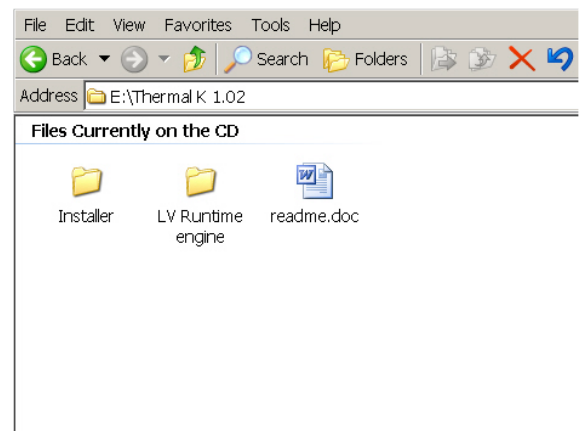 File Edit View Favorites Tools Help
Back Search Folders
Address E:\Thermal K 1.02
Files Currently on the CD
Installer LV Runtime engine readme.doc